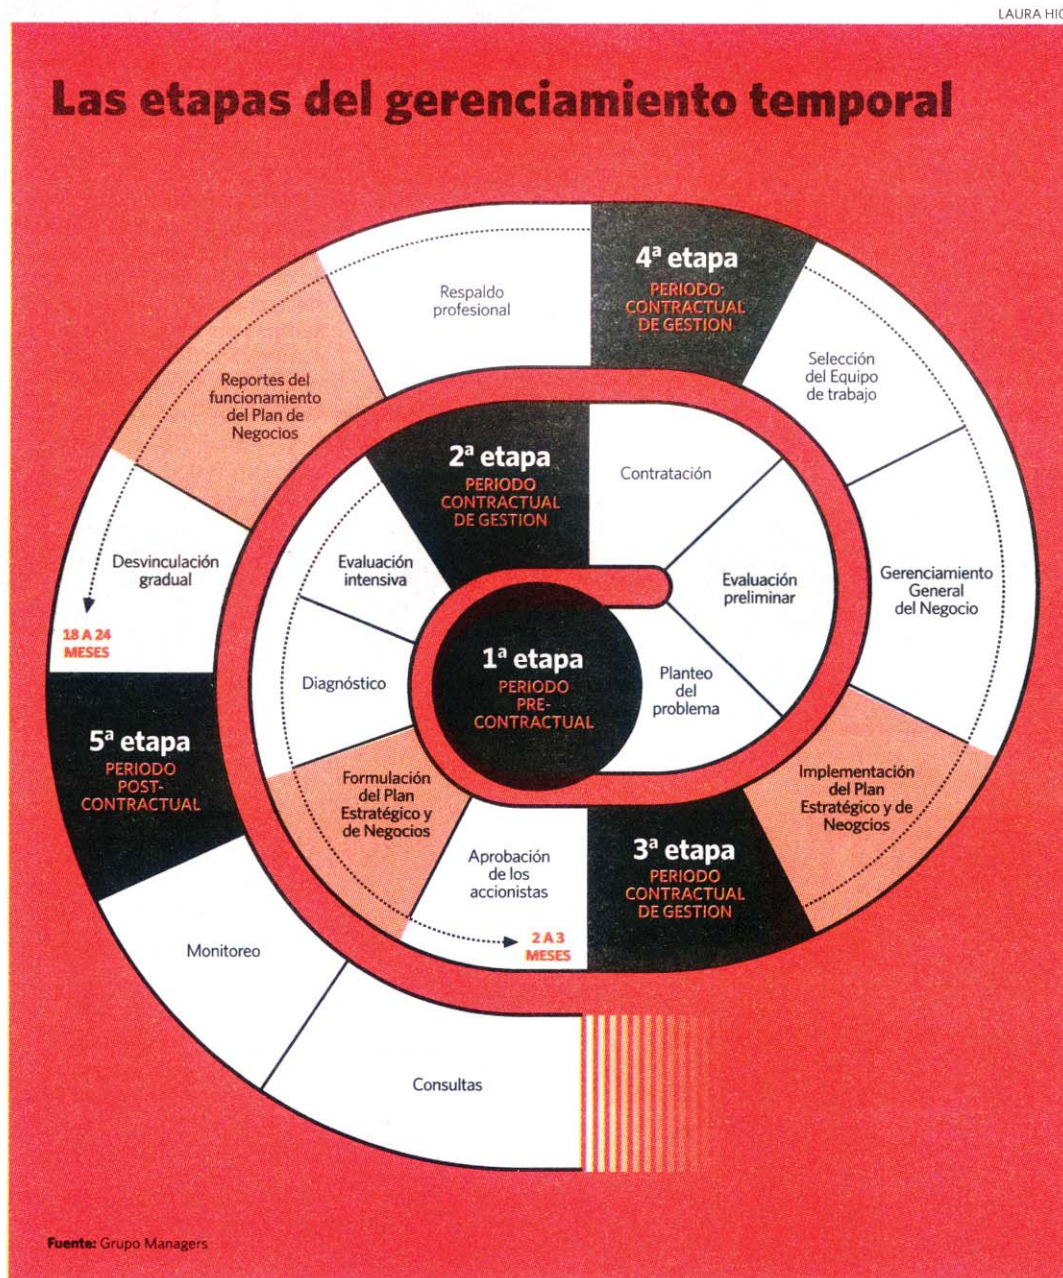 LAURA HIG
Las etapas del gerenciamiento temporal
1ª etapa
PERIODO
PRE-
CONTRACTUAL
Planteo
del
problema
Evaluación
preliminar
Contratación
2ª etapa
PERIODO
CONTRACTUAL
DE GESTION
Evaluación
intensiva
Diagnóstico
Formulación
del Plan
Estratégico y
de Negocios
Aprobación
de los
accionistas
2 A 3
MESES
3ª etapa
PERIODO
CONTRACTUAL
DE GESTION
Implementación
del Plan
Estratégico y de
Neogcios
Gerenciamiento
General
del Negocio
Selección
del Equipo
de trabajo
4ª etapa
PERIODO
CONTRACTUAL
DE GESTION
Respaldo
profesional
Reportes del
funcionamiento
del Plan de
Negocios
Desvinculación
gradual
18 A 24
MESES
5ª etapa
PERIODO
POST-
CONTRACTUAL
Monitoreo
Consultas
Fuente: Grupo Managers